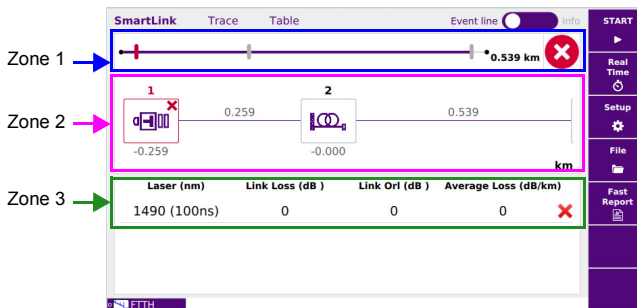 SmartLink Trace Table Event line Info
START
Zone 1
0.539 km
Real
Time
Setup
Zone 2
1 2
0.259 0.539
-0.259 -0.000
km
File
Zone 3
Laser (nm) Link Loss (dB ) Link Orl (dB ) Average Loss (dB/km)
1490 (100ns) 0 0 0
Fast
Report
FTTH